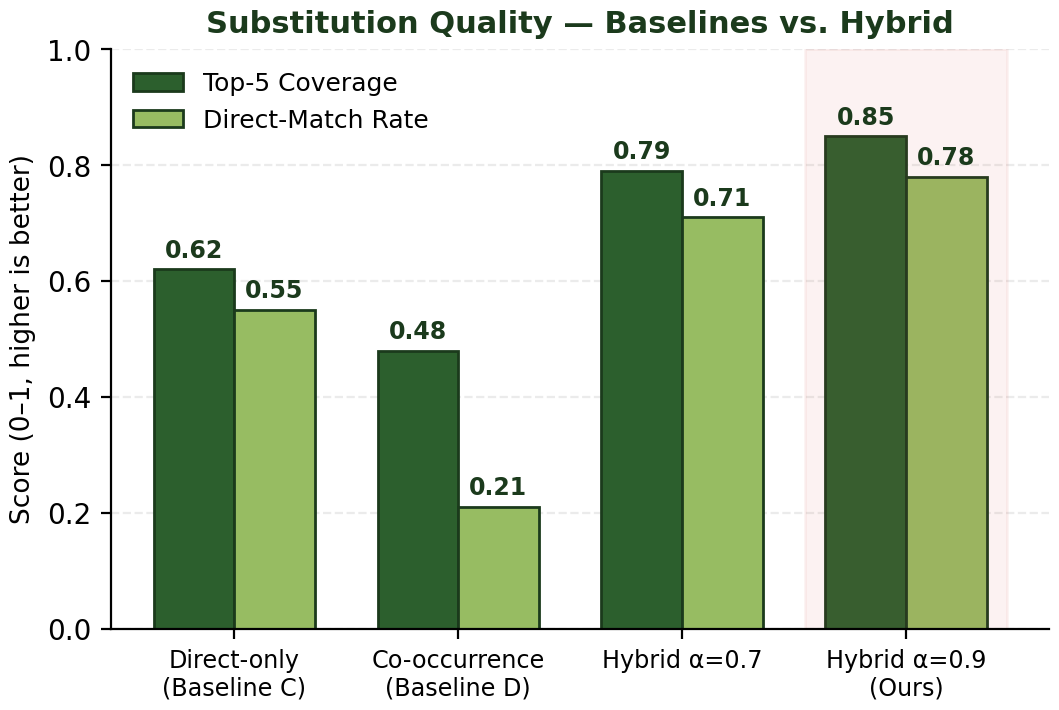 Substitution Quality — Baselines vs. Hybrid
Score (0–1, higher is better)
1.0
0.8
0.6
0.4
0.2
0.0
Top-5 Coverage
Direct-Match Rate
0.62
0.55
0.48
0.21
0.79
0.71
0.85
0.78
Direct-only
(Baseline C)
Co-occurrence
(Baseline D)
Hybrid α=0.7
Hybrid α=0.9
(Ours)